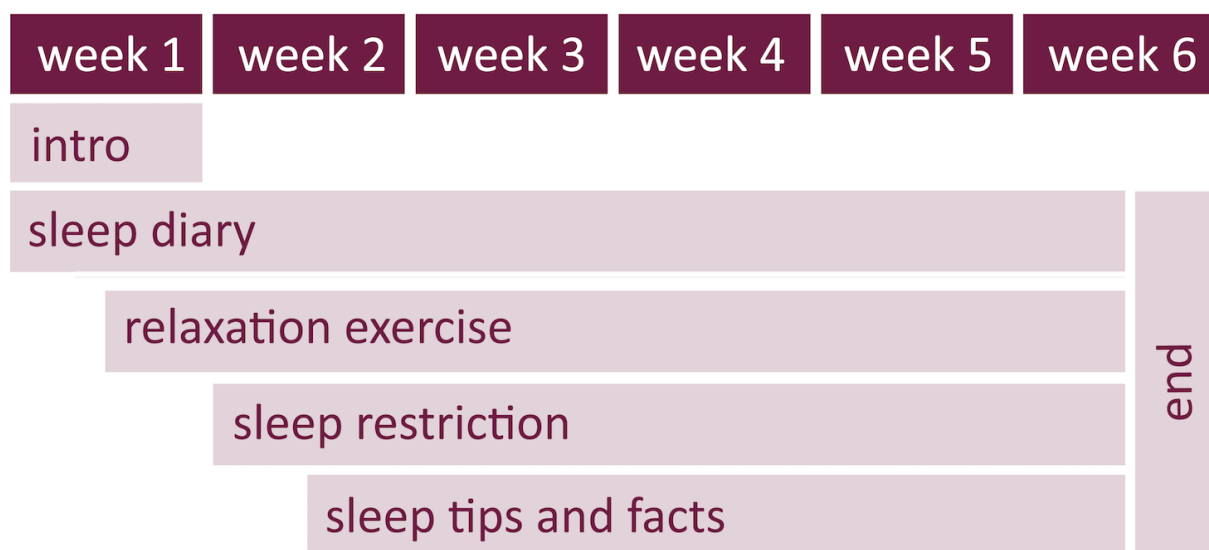 week 1 week 2 week 3 week 4 week 5 week 6
intro
sleep diary
relaxation exercise
sleep restriction
sleep tips and facts
end